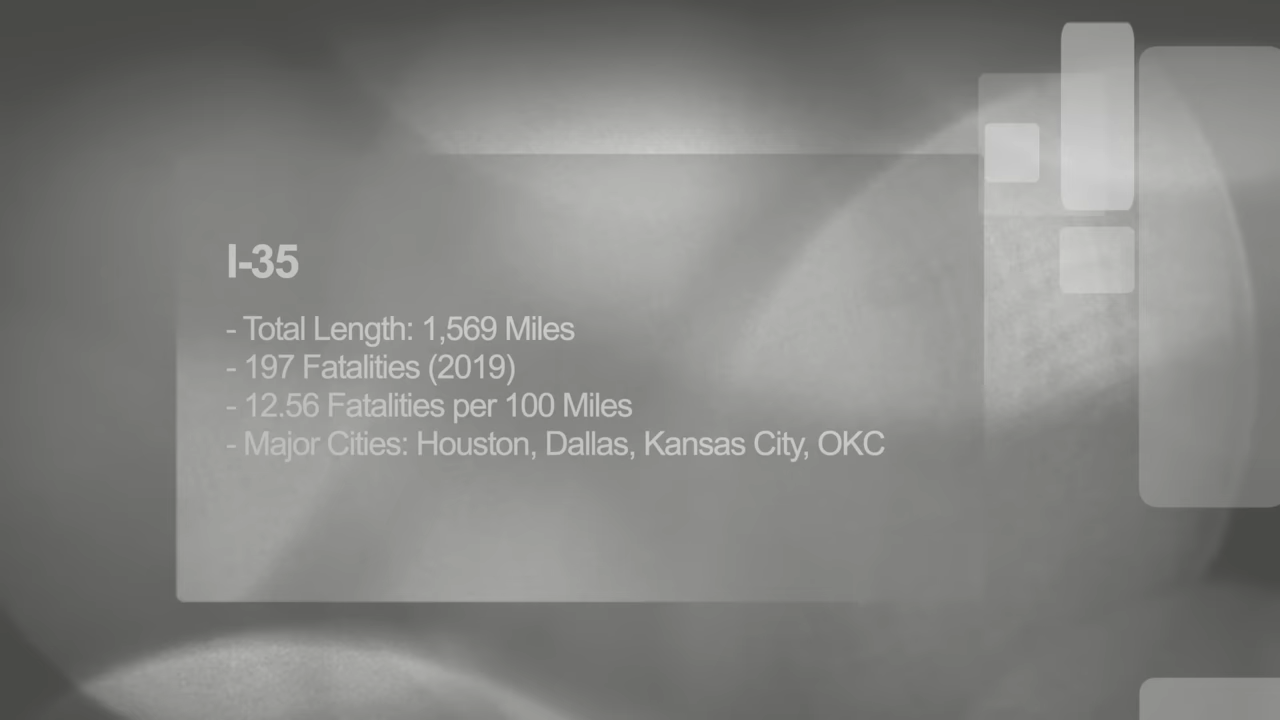 I-35
- Total Length: 1,569 Miles
- 197 Fatalities (2019)
- 12.56 Fatalities per 100 Miles
- Major Cities: Houston, Dallas, Kansas City, OKC